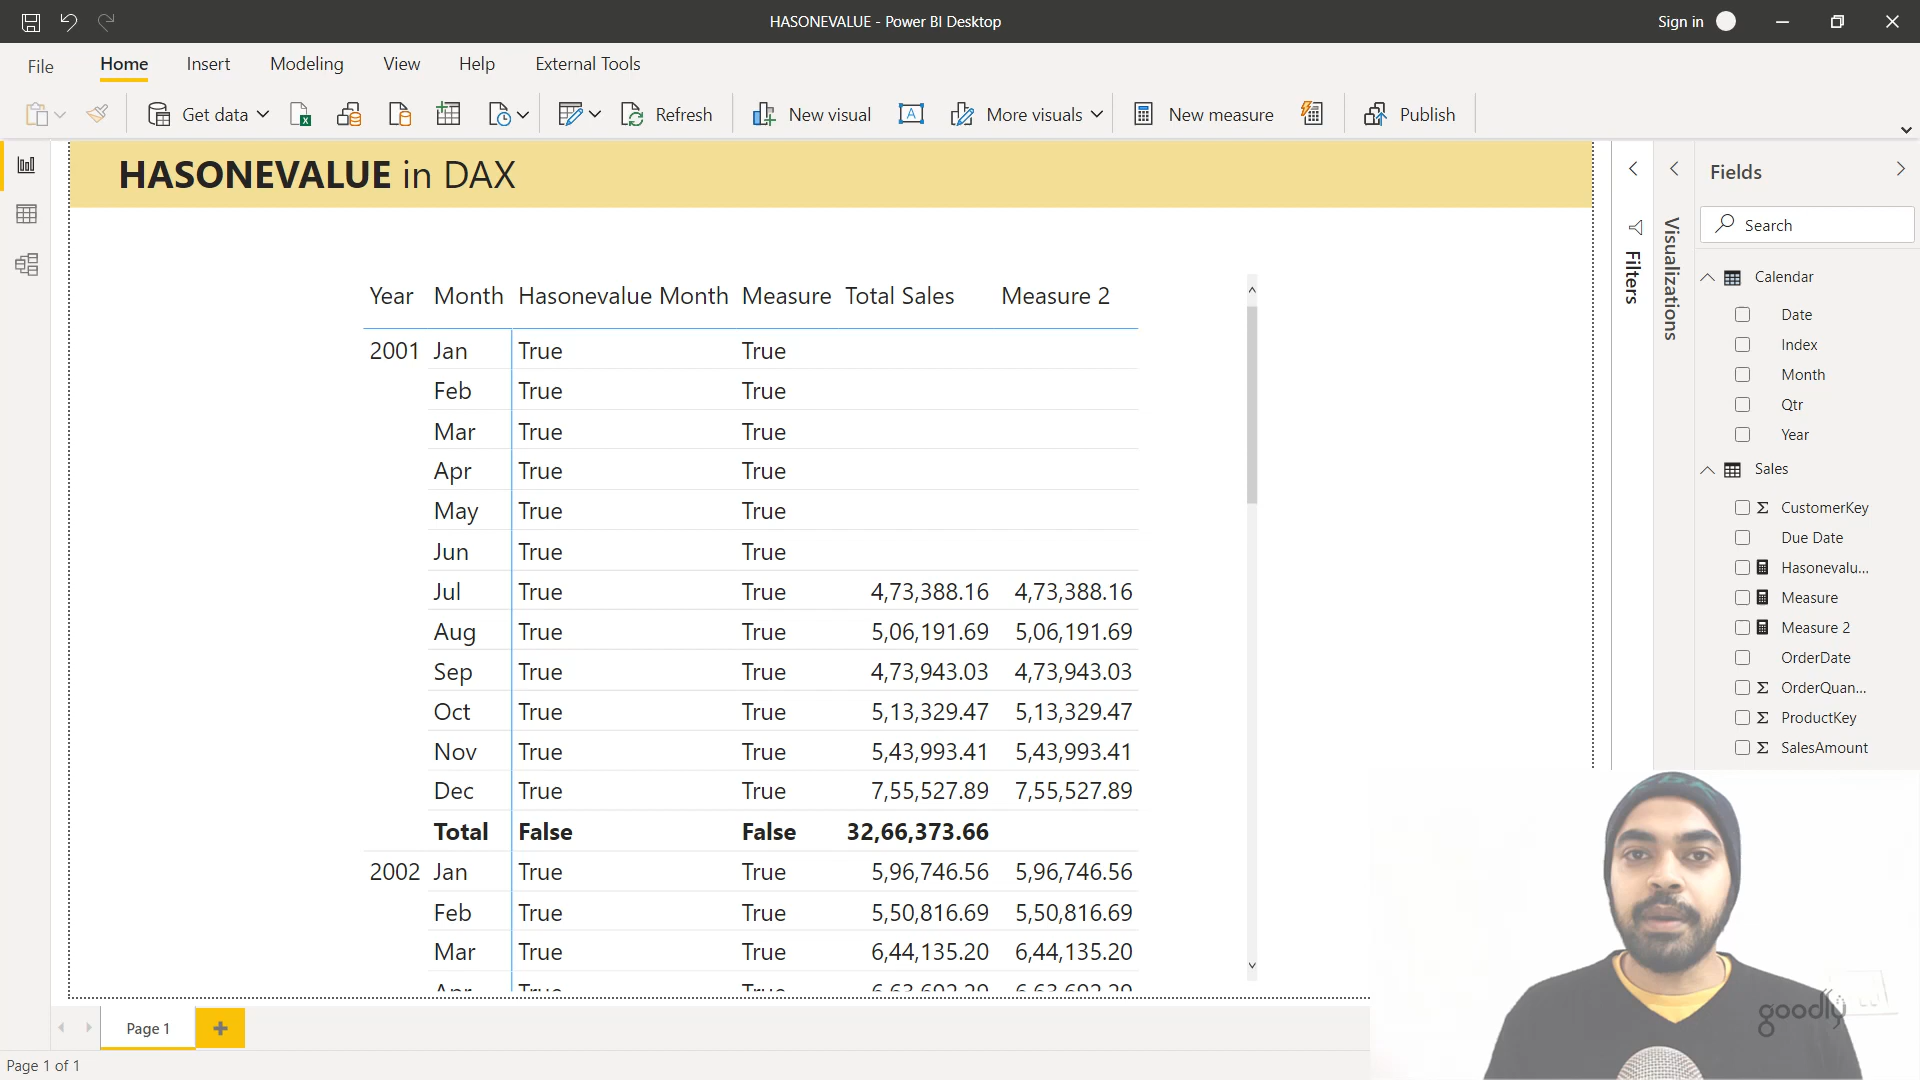 HASONEVALUE - Power BI Desktop
Sign in
File Home Insert Modeling View Help External Tools
Get data Refresh New visual More visuals New measure Publish
HASONEVALUE in DAX
Year Month Hasonevalue Month Measure Total Sales Measure 2
2001 Jan True True
Feb True True
Mar True True
Apr True True
May True True
Jun True True
Jul True True 4,73,388.16 4,73,388.16
Aug True True 5,06,191.69 5,06,191.69
Sep True True 4,73,943.03 4,73,943.03
Oct True True 5,13,329.47 5,13,329.47
Nov True True 5,43,993.41 5,43,993.41
Dec True True 7,55,527.89 7,55,527.89
Total False False 32,66,373.66
2002 Jan True True 5,96,746.56 5,96,746.56
Feb True True 5,50,816.69 5,50,816.69
Mar True True 6,44,135.20 6,44,135.20
Filters
Visualizations
Fields
Search
Calendar
Date
Index
Month
Qtr
Year
Sales
Σ CustomerKey
Due Date
Hasonevalu...
Measure
Measure 2
OrderDate
Σ OrderQuan...
Σ ProductKey
Σ SalesAmount
goodly
Page 1
Page 1 of 1